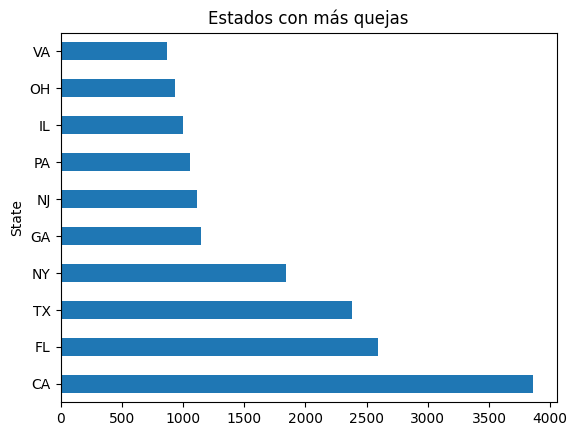 Estados con más quejas
State
VA
OH
IL
PA
NJ
GA
NY
TX
FL
CA
0 500 1000 1500 2000 2500 3000 3500 4000